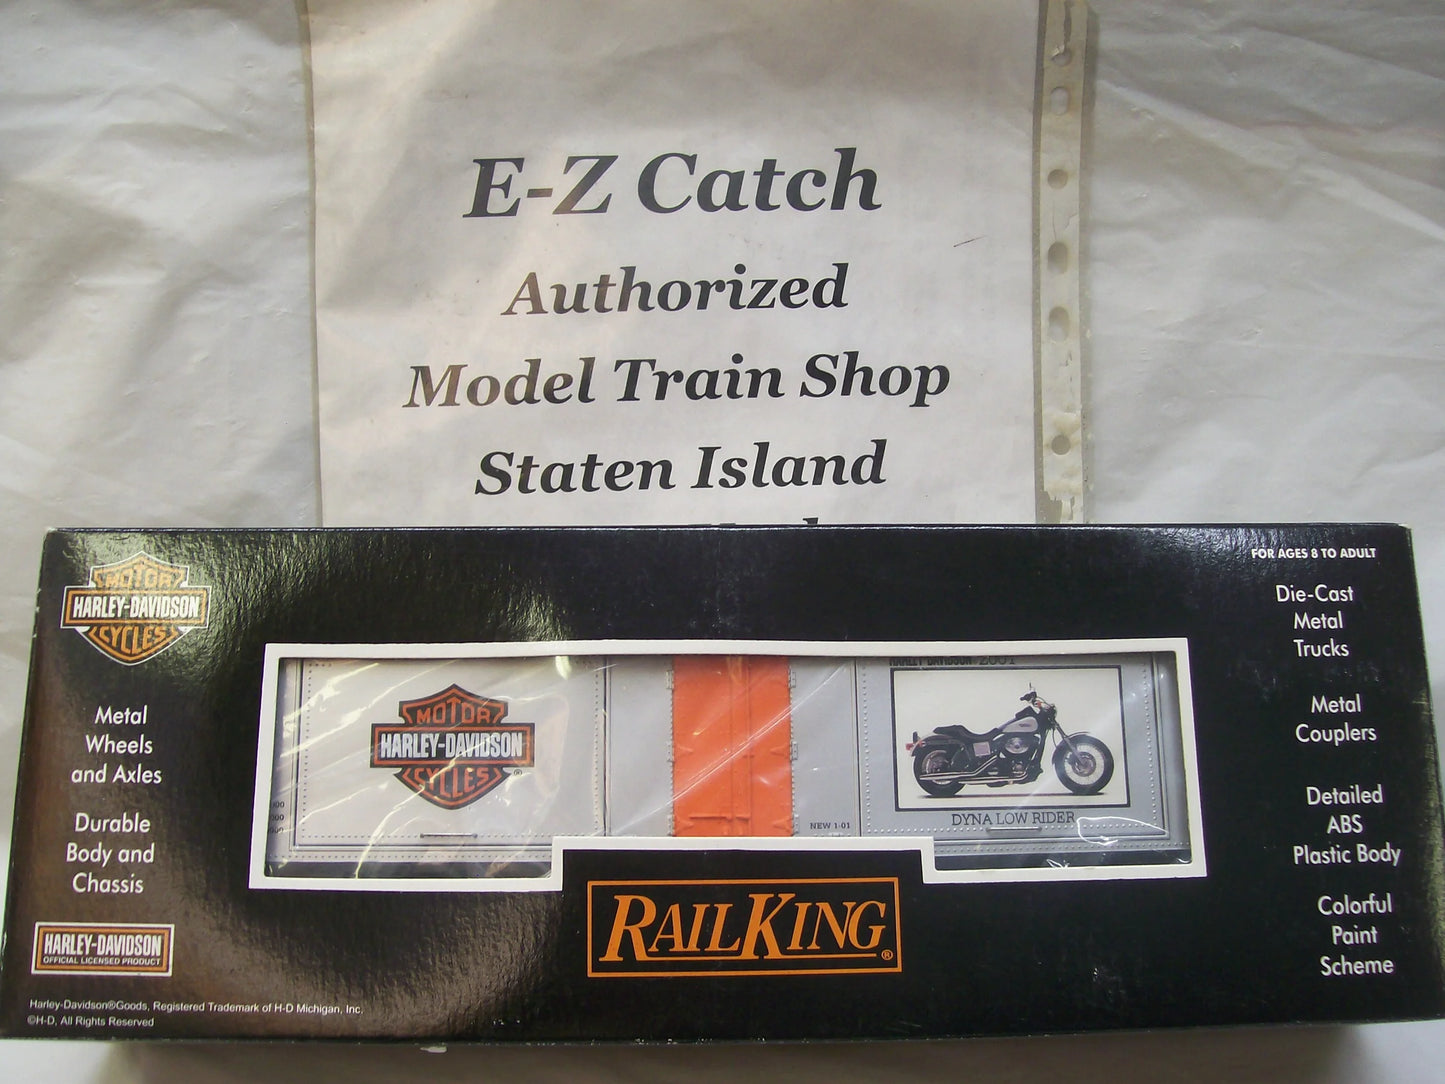 E-Z Catch
Authorized
Model Train Shop
Staten Island
MOTOR
HARLEY-DAVIDSON
CYCLES
Metal
Wheels
and Axles
Durable
Body and
Chassis
HARLEY-DAVIDSON
OFFICIAL LICENSED PRODUCT
Harley-Davidson®Goods, Registered Trademark of H-D Michigan, Inc.
©H-D, All Rights Reserved
MOTOR
HARLEY-DAVIDSON
CYCLES®
NEW 1-01
HARLEY-DAVIDSON 2001
DYNA LOW RIDER
RAILKING®
FOR AGES 8 TO ADULT
Die-Cast
Metal
Trucks
Metal
Couplers
Detailed
ABS
Plastic Body
Colorful
Paint
Scheme